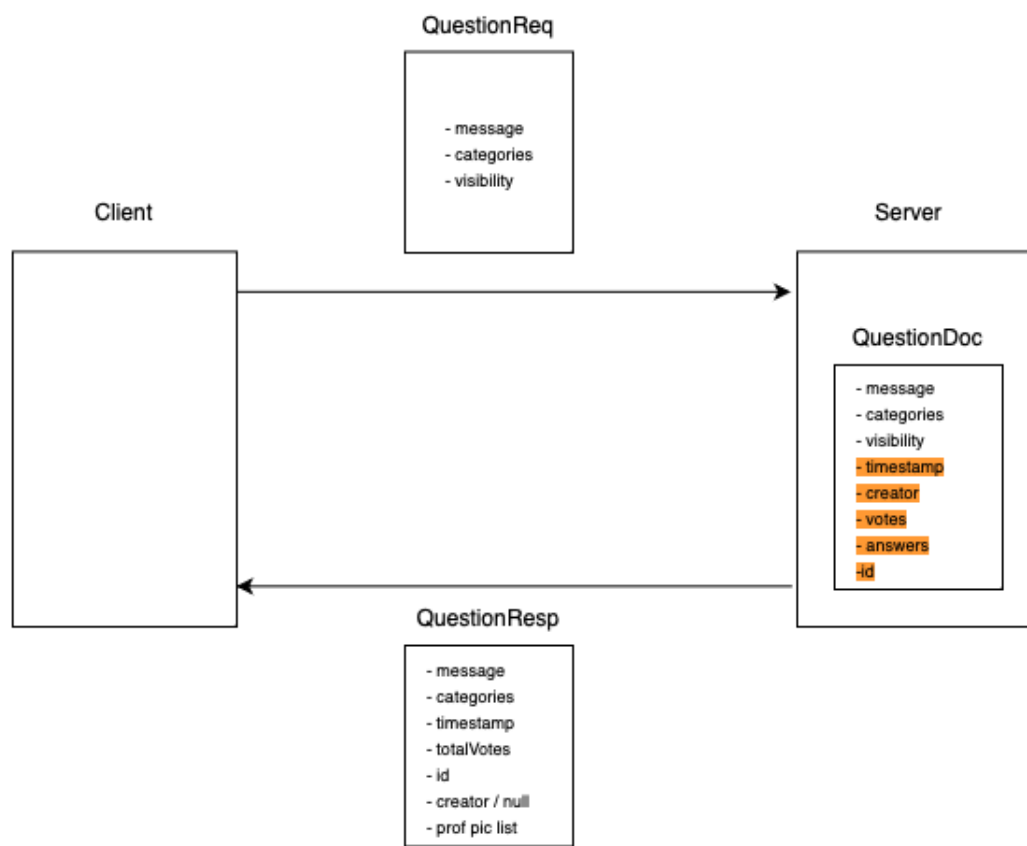 QuestionReq
- message
- categories
- visibility
Client
Server
QuestionDoc
- message
- categories
- visibility
- timestamp
- creator
- votes
- answers
-id
QuestionResp
- message
- categories
- timestamp
- totalVotes
- id
- creator / null
- prof pic list